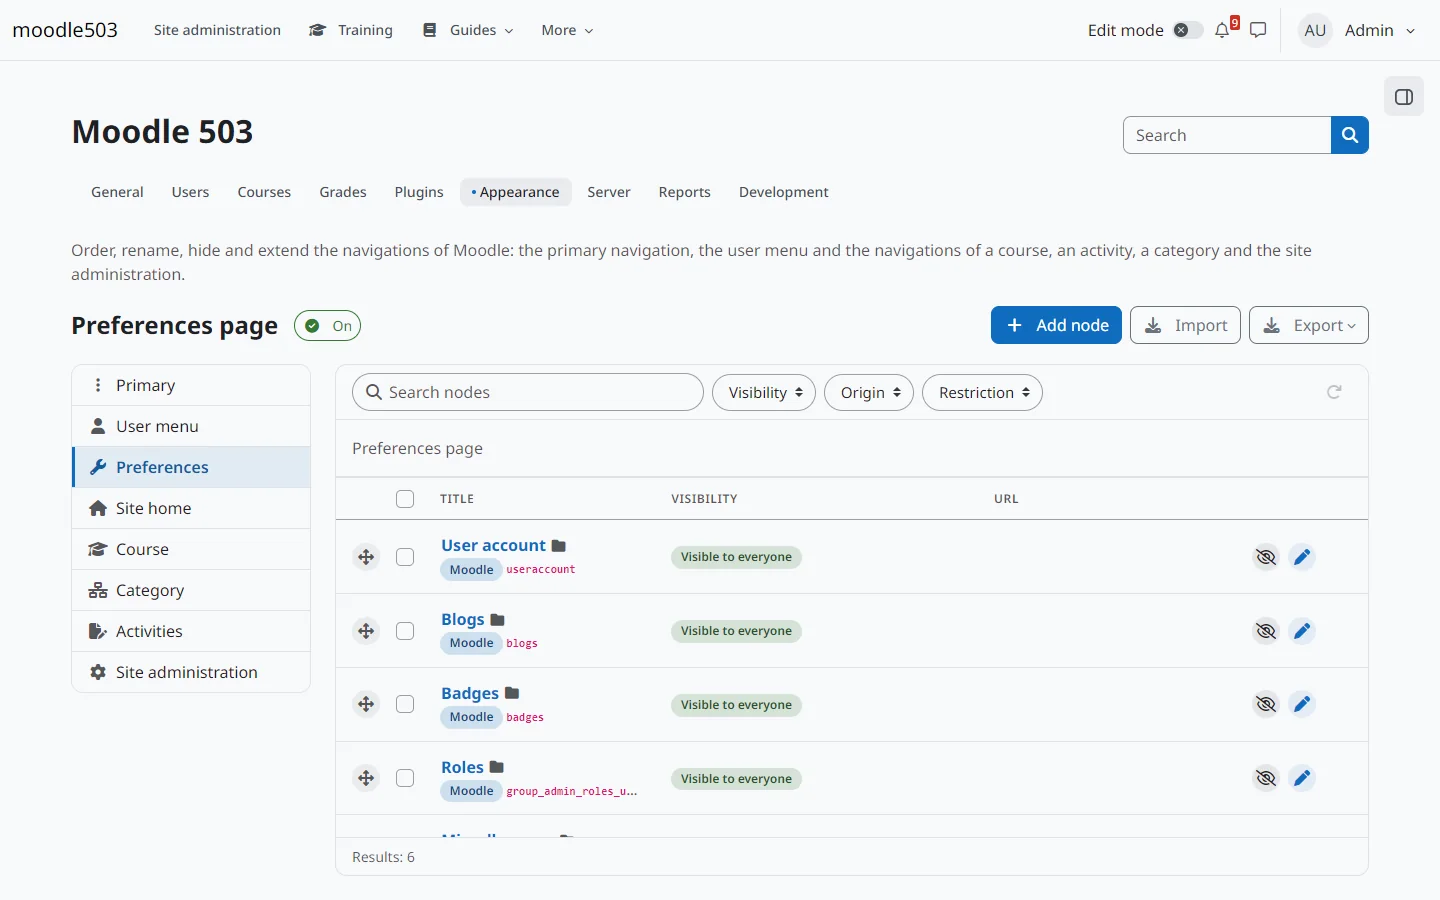 moodle503
Site administration
Training
Guides
More
Edit mode
9
AU
Admin
Moodle 503
Search
General
Users
Courses
Grades
Plugins
Appearance
Server
Reports
Development
Order, rename, hide and extend the navigations of Moodle: the primary navigation, the user menu and the navigations of a course, an activity, a category and the site
administration.
Preferences page
On
Add node
Import
Export
Primary
User menu
Preferences
Site home
Course
Category
Activities
Site administration
Search nodes
Visibility
Origin
Restriction
Preferences page
TITLE
VISIBILITY
URL
User account
Moodle useraccount
Visible to everyone
Blogs
Moodle blogs
Visible to everyone
Badges
Moodle badges
Visible to everyone
Roles
Moodle group_admin_roles_u...
Visible to everyone
Results: 6